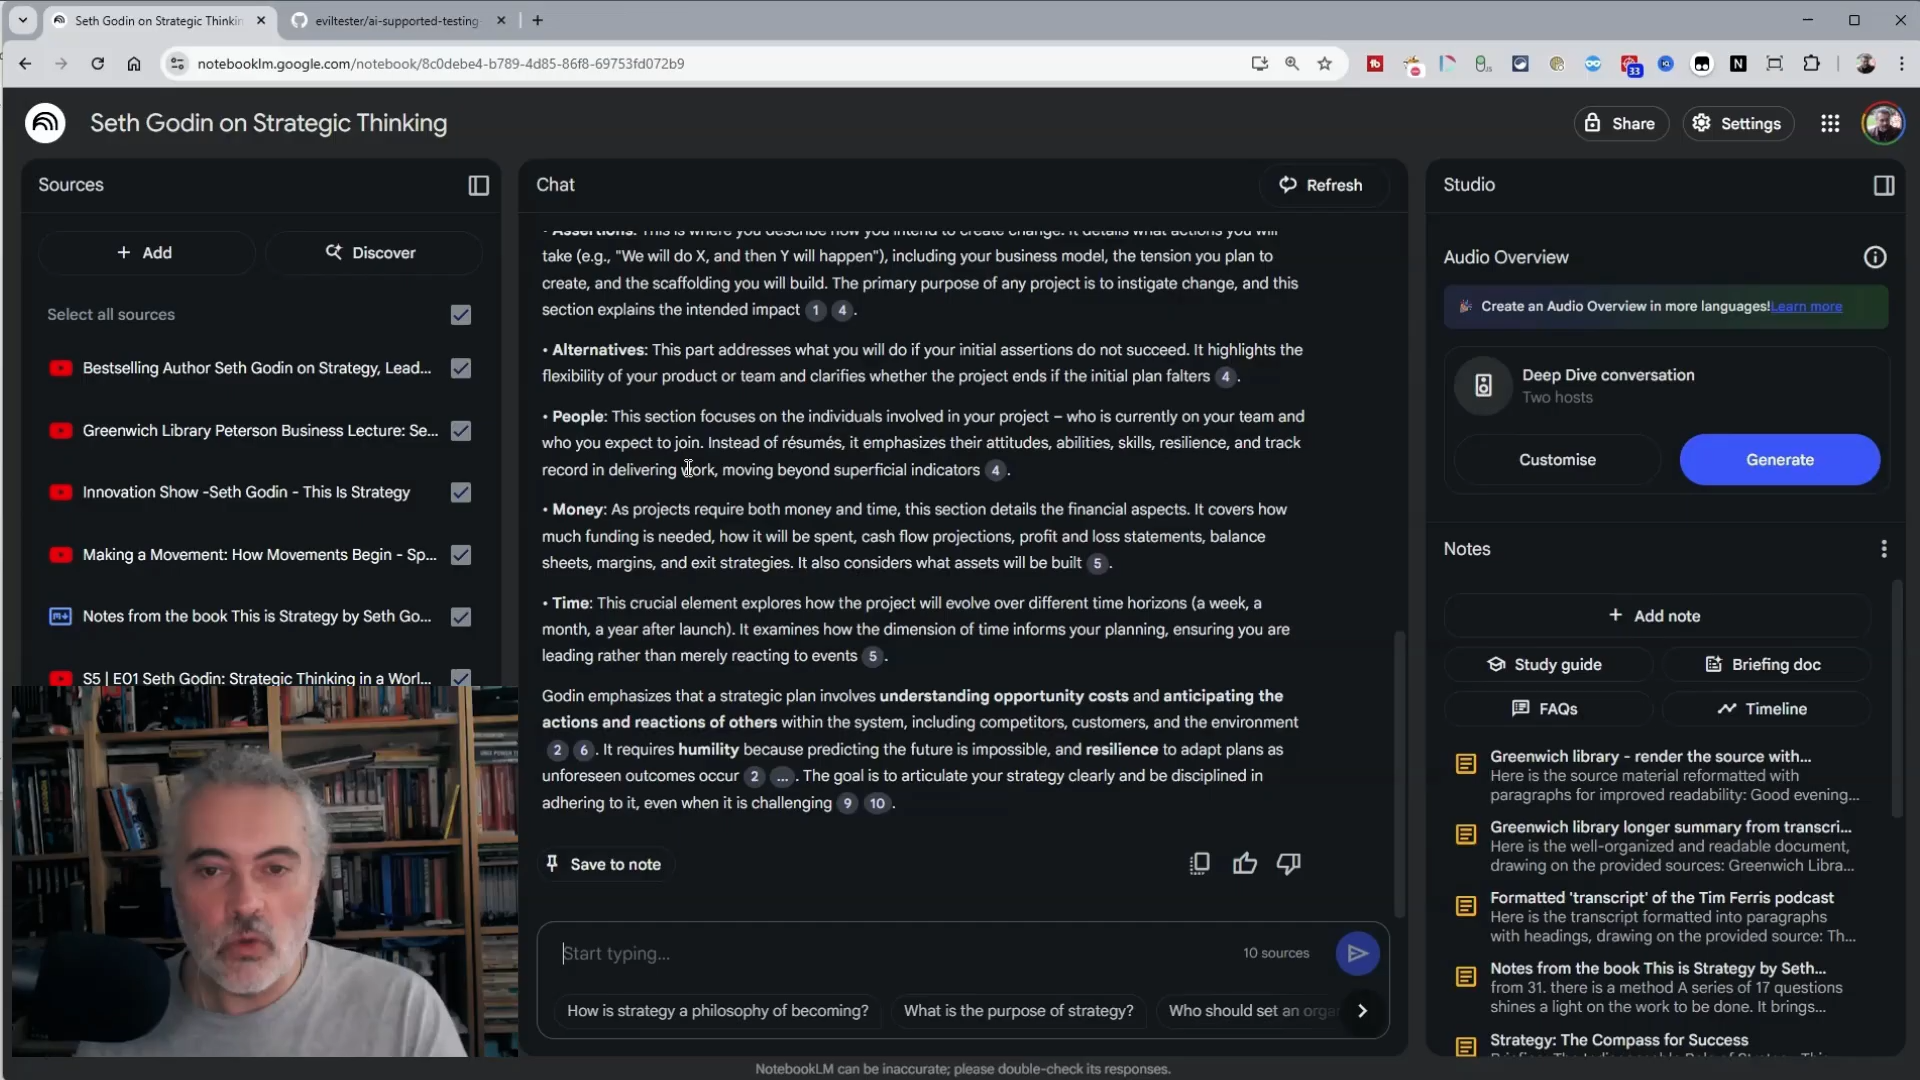 Seth Godin on Strategic Thinkin
eviltester/ai-supported-testing
notebooklm.google.com/notebook/8c0debe4-b789-4d85-86f8-69753fd072b9
33
Seth Godin on Strategic Thinking
Share
Settings
Sources
Add
Discover
Select all sources
Bestselling Author Seth Godin on Strategy, Lead...
Greenwich Library Peterson Business Lecture: Se...
Innovation Show -Seth Godin - This Is Strategy
Making a Movement: How Movements Begin - Sp...
Notes from the book This is Strategy by Seth Go...
S5 | E01 Seth Godin: Strategic Thinking in a Worl...
Chat
Refresh
• Assertions: This is where you describe how you intend to create change. It details what actions you will
take (e.g., "We will do X, and then Y will happen"), including your business model, the tension you plan to
create, and the scaffolding you will build. The primary purpose of any project is to instigate change, and this
section explains the intended impact 1 4.
• Alternatives: This part addresses what you will do if your initial assertions do not succeed. It highlights the
flexibility of your product or team and clarifies whether the project ends if the initial plan falters 4.
• People: This section focuses on the individuals involved in your project – who is currently on your team and
who you expect to join. Instead of résumés, it emphasizes their attitudes, abilities, skills, resilience, and track
record in delivering work, moving beyond superficial indicators 4.
• Money: As projects require both money and time, this section details the financial aspects. It covers how
much funding is needed, how it will be spent, cash flow projections, profit and loss statements, balance
sheets, margins, and exit strategies. It also considers what assets will be built 5.
• Time: This crucial element explores how the project will evolve over different time horizons (a week, a
month, a year after launch). It examines how the dimension of time informs your planning, ensuring you are
leading rather than merely reacting to events 5.
Godin emphasizes that a strategic plan involves understanding opportunity costs and anticipating the
actions and reactions of others within the system, including competitors, customers, and the environment
2 6. It requires humility because predicting the future is impossible, and resilience to adapt plans as
unforeseen outcomes occur 2 .... The goal is to articulate your strategy clearly and be disciplined in
adhering to it, even when it is challenging 9 10.
Save to note
Start typing...
10 sources
How is strategy a philosophy of becoming?
What is the purpose of strategy?
Who should set an orga
NotebookLM can be inaccurate; please double-check its responses.
Studio
Audio Overview
Create an Audio Overview in more languages! Learn more
Deep Dive conversation
Two hosts
Customise
Generate
Notes
Add note
Study guide
Briefing doc
FAQs
Timeline
Greenwich library - render the source with...
Here is the source material reformatted with
paragraphs for improved readability: Good evening...
Greenwich library longer summary from transcri...
Here is the well-organized and readable document,
drawing on the provided sources: Greenwich Libra...
Formatted 'transcript' of the Tim Ferris podcast
Here is the transcript formatted into paragraphs
with headings, drawing on the provided source: Th...
Notes from the book This is Strategy by Seth...
from 31. there is a method A series of 17 questions
shines a light on the work to be done. It brings...
Strategy: The Compass for Success